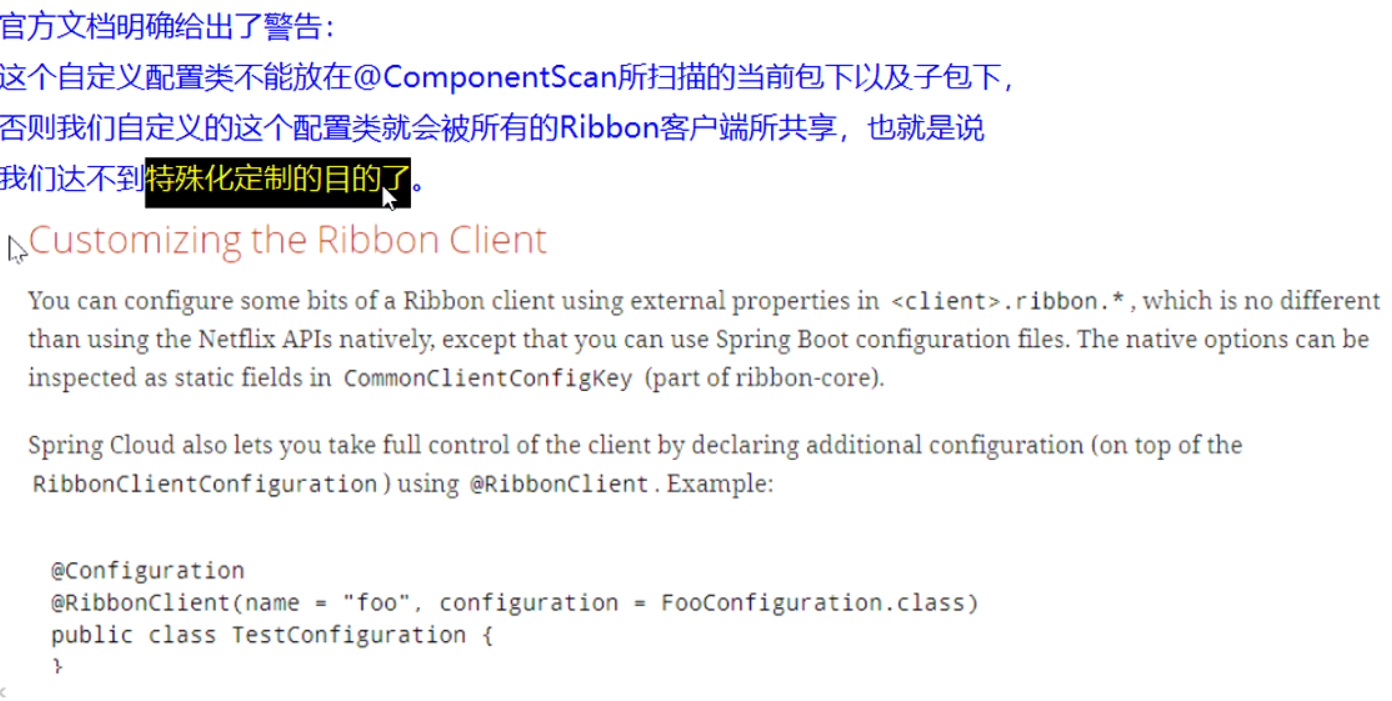 官方文档明确给出了警告：
这个自定义配置类不能放在@ComponentScan所扫描的当前包下以及子包下，
否则我们自定义的这个配置类就会被所有的Ribbon客户端所共享，也就是说
我们达不到特殊化定制的目的了。
Customizing the Ribbon Client
You can configure some bits of a Ribbon client using external properties in <client>.ribbon.*, which is no different
than using the Netflix APIs natively, except that you can use Spring Boot configuration files. The native options can be
inspected as static fields in CommonClientConfigKey (part of ribbon-core).
Spring Cloud also lets you take full control of the client by declaring additional configuration (on top of the
RibbonClientConfiguration) using @RibbonClient. Example:
@Configuration
@RibbonClient(name = "foo", configuration = FooConfiguration.class)
public class TestConfiguration {
}